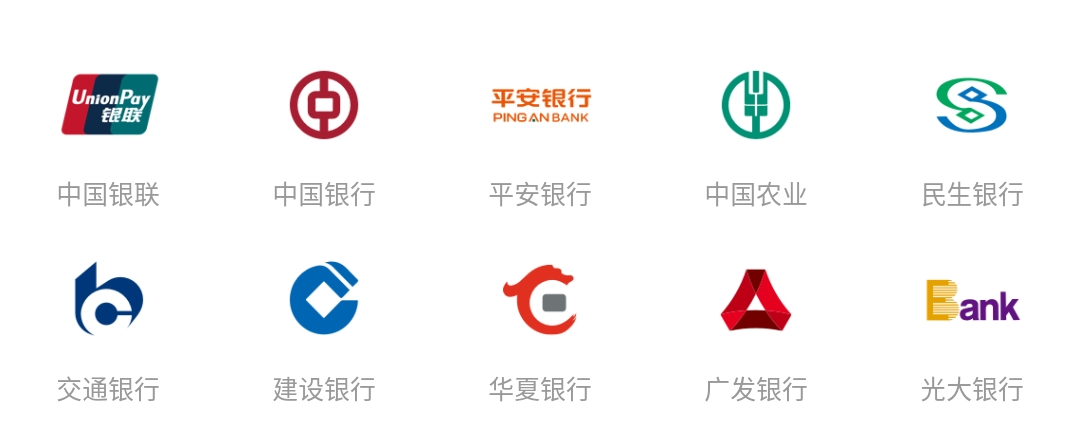 UnionPay
银联
平安银行
PINGAN BANK
中国银联
中国银行
平安银行
中国农业
民生银行
Bank
交通银行
建设银行
华夏银行
广发银行
光大银行